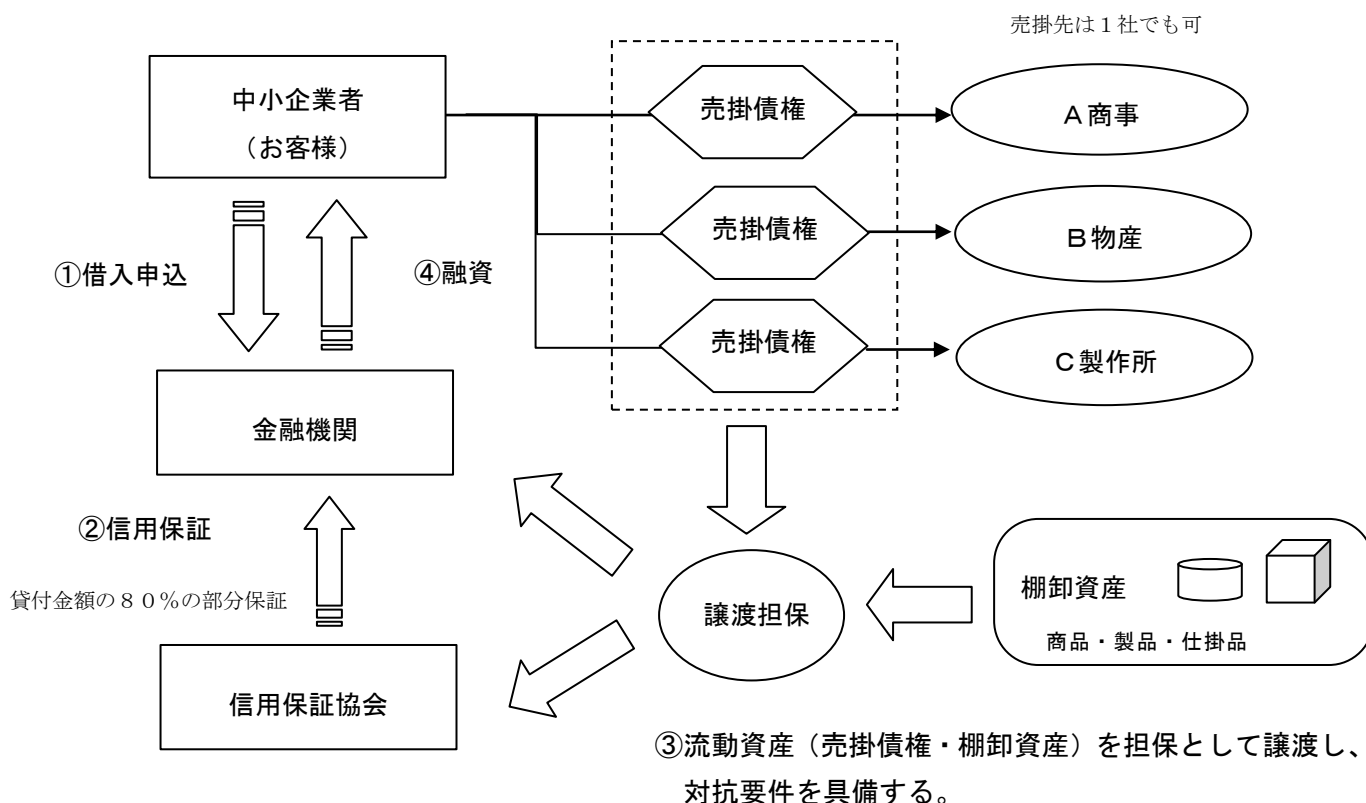 売掛先は１社でも可
中小企業者
（お客様）
売掛債権
Ａ商事
売掛債権
Ｂ物産
①借入申込
④融資
売掛債権
Ｃ製作所
金融機関
②信用保証
貸付金額の８０％の部分保証
譲渡担保
棚卸資産
商品・製品・仕掛品
信用保証協会
③流動資産（売掛債権・棚卸資産）を担保として譲渡し、
対抗要件を具備する。